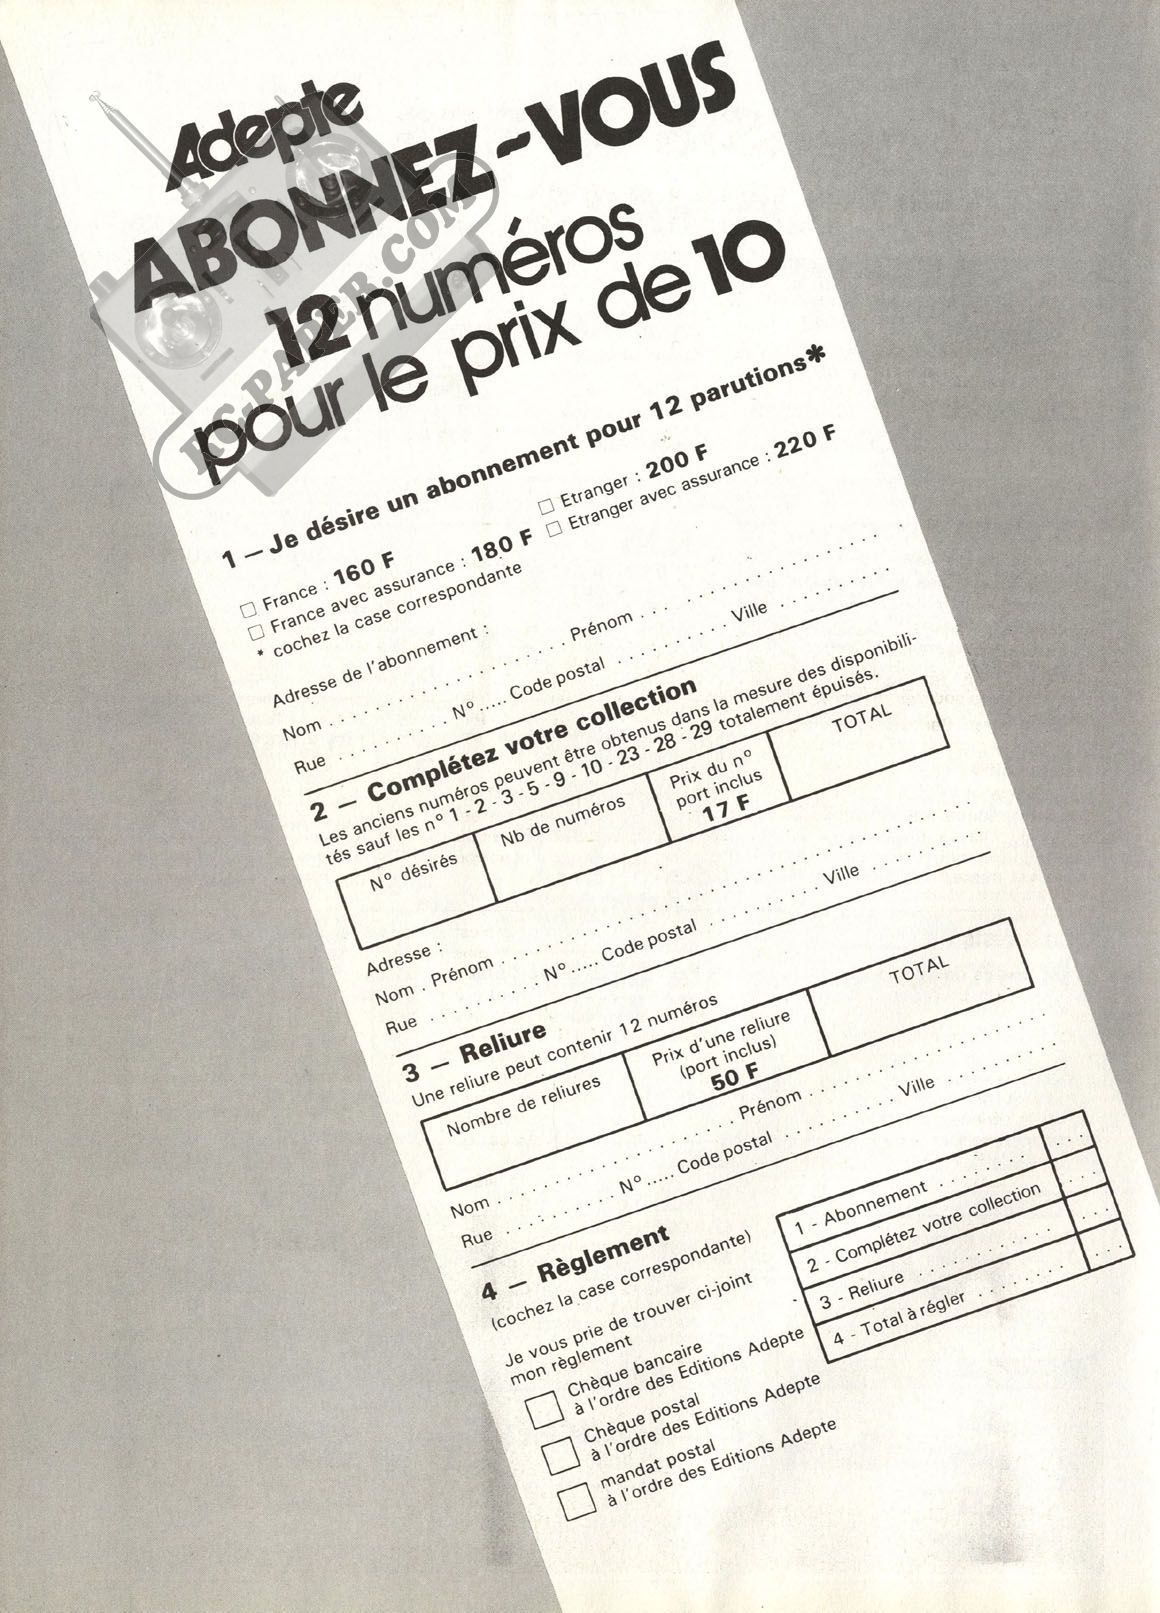 Adepte
ABONNEZ-VOUS
12 numéros
pour le prix de 10
RC-PAPER.COM
1 — Je désire un abonnement pour 12 parutions*
□ France : 160 F
□ Etranger : 200 F
□ France avec assurance : 180 F
□ Etranger avec assurance : 220 F
* cochez la case correspondante
Adresse de l'abonnement :
Nom . . . . . . . . . . . . . . . . . . . . Prénom . . . . . . . . . . . . . . . . . .
Rue . . . . . . . . . . N° ..... Code postal . . . . . . . . . . Ville . . . . . . . . . .
2 — Complétez votre collection
Les anciens numéros peuvent être obtenus dans la mesure des disponibili-
tés sauf les n° 1 - 2 - 3 - 5 - 9 - 10 - 23 - 28 - 29 totalement épuisés.
N° désirés
Nb de numéros
Prix du n°
port inclus
17 F
TOTAL
Adresse :
Nom . Prénom . . . . . . . . . . . . . . . . . . . . . . . . . . . . . . . . . . . .
Rue . . . . . . . . . . N° ..... Code postal . . . . . . . . . . Ville . . . . . . . . . .
3 — Reliure
Une reliure peut contenir 12 numéros
Nombre de reliures
Prix d'une reliure
(port inclus)
50 F
TOTAL
Nom . . . . . . . . . . . . . . . . . . . . Prénom . . . . . . . . . . . . . . . . . .
Rue . . . . . . . . . . N° ..... Code postal . . . . . . . . . . Ville . . . . . . . . . .
4 — Règlement
(cochez la case correspondante)
Je vous prie de trouver ci-joint
mon règlement
□ Chèque bancaire
à l'ordre des Editions Adepte
□ Chèque postal
à l'ordre des Editions Adepte
□ mandat postal
à l'ordre des Editions Adepte
1 - Abonnement . . . . . . . . . . .
2 - Complétez votre collection . . .
3 - Reliure . . . . . . . . . . . . . . .
4 - Total à régler . . . . . . . . . . .